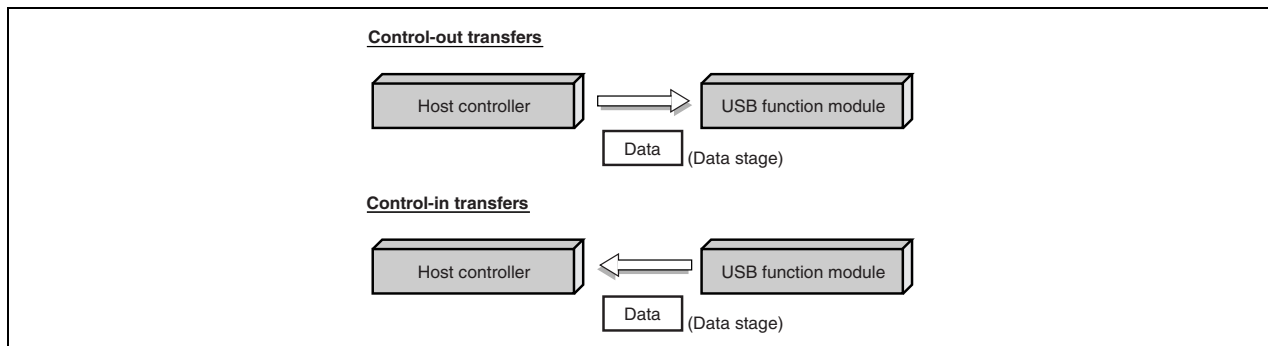 Control-out transfers
Host controller
USB function module
Data
(Data stage)
Control-in transfers
Host controller
USB function module
Data
(Data stage)